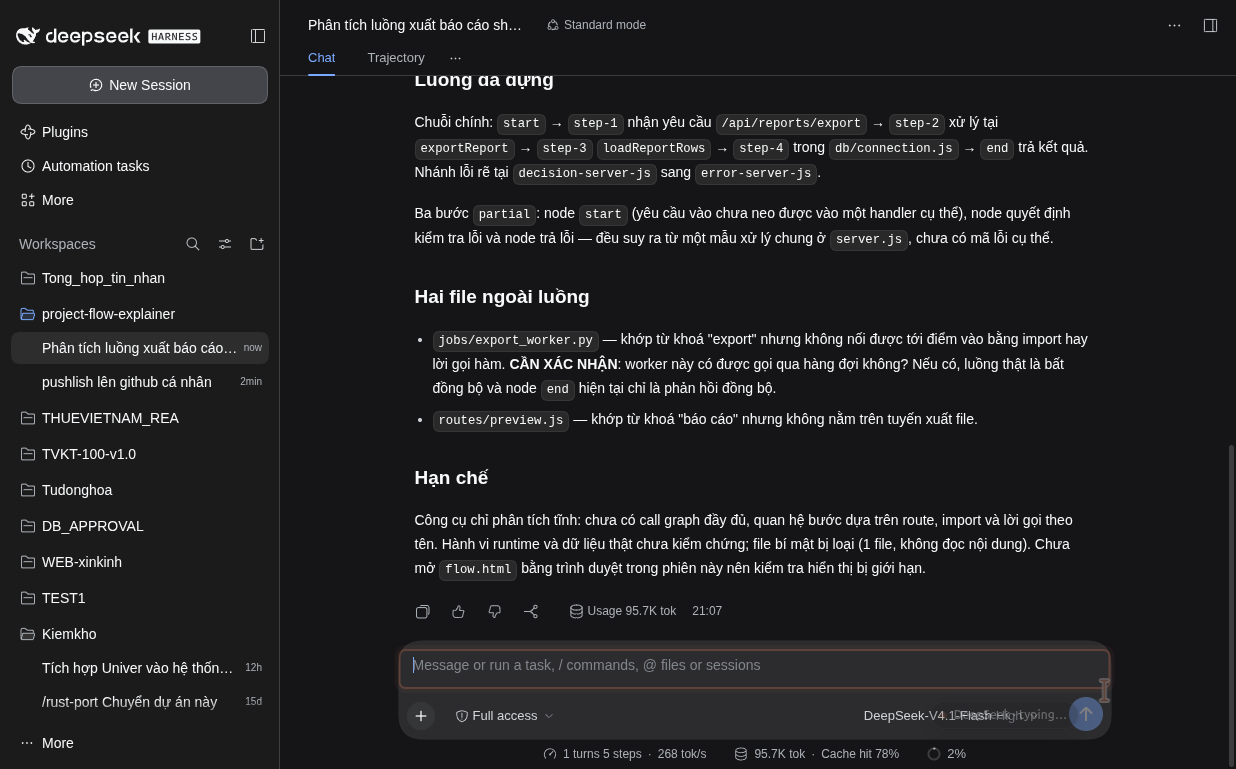 deepseek HARNESS
New Session
Plugins
Automation tasks
More
Workspaces
Tong_hop_tin_nhan
project-flow-explainer
Phân tích luồng xuất báo cáo… now
pushlish lên github cá nhân 2min
THUEVIETNAM_REA
TVKT-100-v1.0
Tudonghoa
DB_APPROVAL
WEB-xinkinh
TEST1
Kiemkho
Tích hợp Univer vào hệ thốn… 12h
/rust-port Chuyển dự án này 15d
More
Phân tích luồng xuất báo cáo sh… Standard mode
Chat Trajectory
Luồng đã dựng
Chuỗi chính: start → step-1 nhận yêu cầu /api/reports/export → step-2 xử lý tại
exportReport → step-3 loadReportRows → step-4 trong db/connection.js → end trả kết quả.
Nhánh lỗi rẽ tại decision-server-js sang error-server-js.
Ba bước partial: node start (yêu cầu vào chưa neo được vào một handler cụ thể), node quyết định
kiểm tra lỗi và node trả lỗi — đều suy ra từ một mẫu xử lý chung ở server.js, chưa có mã lỗi cụ thể.
Hai file ngoài luồng
• jobs/export_worker.py — khớp từ khoá "export" nhưng không nối được tới điểm vào bằng import hay
lời gọi hàm. CẦN XÁC NHẬN: worker này có được gọi qua hàng đợi không? Nếu có, luồng thật là bất
đồng bộ và node end hiện tại chỉ là phản hồi đồng bộ.
• routes/preview.js — khớp từ khoá "báo cáo" nhưng không nằm trên tuyến xuất file.
Hạn chế
Công cụ chỉ phân tích tĩnh: chưa có call graph đầy đủ, quan hệ bước dựa trên route, import và lời gọi theo
tên. Hành vi runtime và dữ liệu thật chưa kiểm chứng; file bí mật bị loại (1 file, không đọc nội dung). Chưa
mở flow.html bằng trình duyệt trong phiên này nên kiểm tra hiển thị bị giới hạn.
Usage 95.7K tok 21:07
Message or run a task, / commands, @ files or sessions
Full access DeepSeek-V4.1-Flash High
DeepSeek typing…
1 turns 5 steps · 268 tok/s 95.7K tok · Cache hit 78% 2%